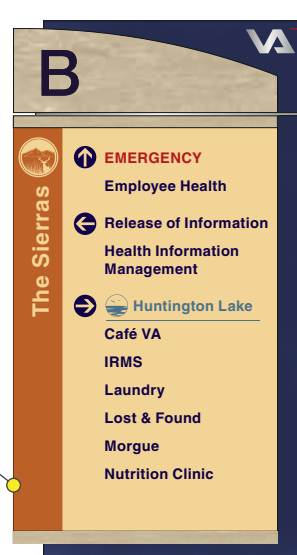 VA
B
The Sierras
EMERGENCY
Employee Health
Release of Information
Health Information
Management
Huntington Lake
Café VA
IRMS
Laundry
Lost & Found
Morgue
Nutrition Clinic